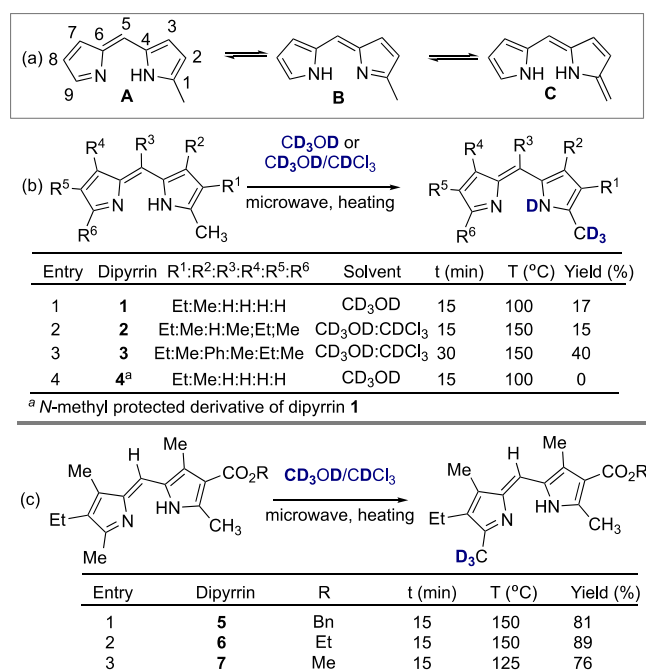 (a)
7 6 5 4 3
8 2
9 N HN 1
A
NH N
B
NH HN
C
(b)
R⁴ R³ R² CD₃OD or R⁴ R³ R²
CD₃OD/CDCl₃
R⁵ R¹ R⁵ R¹
microwave, heating
N HN N DN
R⁶ CH₃ R⁶ CD₃
Entry Dipyrrin R¹:R²:R³:R⁴:R⁵:R⁶ Solvent t (min) T (ºC) Yield (%)
1 1 Et:Me:H:H:H:H CD₃OD 15 100 17
2 2 Et:Me:H:Me;Et;Me CD₃OD:CDCl₃ 15 150 15
3 3 Et:Me:Ph:Me:Et:Me CD₃OD:CDCl₃ 30 150 40
4 4ᵃ Et:Me:H:H:H:H CD₃OD 15 100 0
ᵃ N-methyl protected derivative of dipyrrin 1
(c)
H Me H Me
Me CO₂R CD₃OD/CDCl₃ Me CO₂R
microwave, heating
Et N HN CH₃ Et N HN CH₃
Me CD₃
D₃C
Entry Dipyrrin R t (min) T (ºC) Yield (%)
1 5 Bn 15 150 81
2 6 Et 15 150 89
3 7 Me 15 125 76